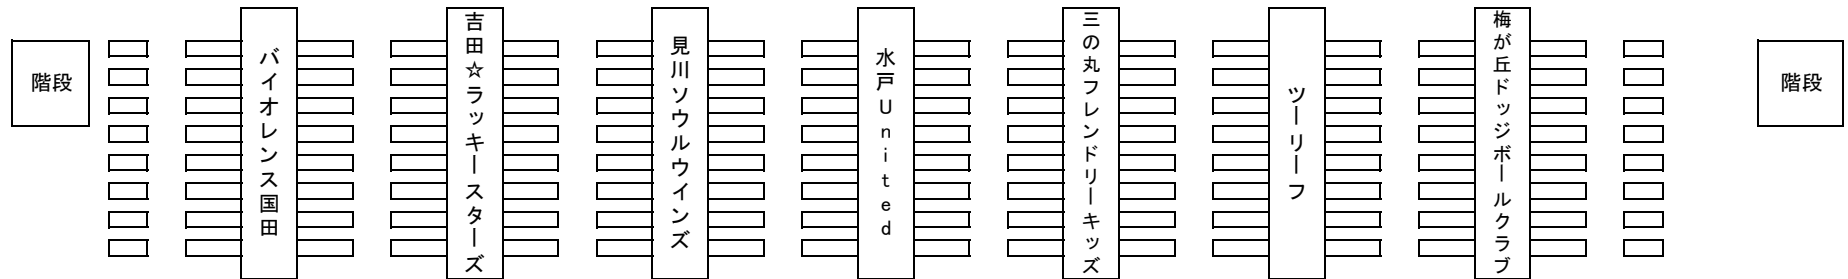 階段
バイオレンス国田
吉田☆ラッキースターズ
見川ソウルウインズ
水戸United
三の丸フレンドリーキッズ
ツーリーフ
梅が丘ドッジボールクラブ
階段